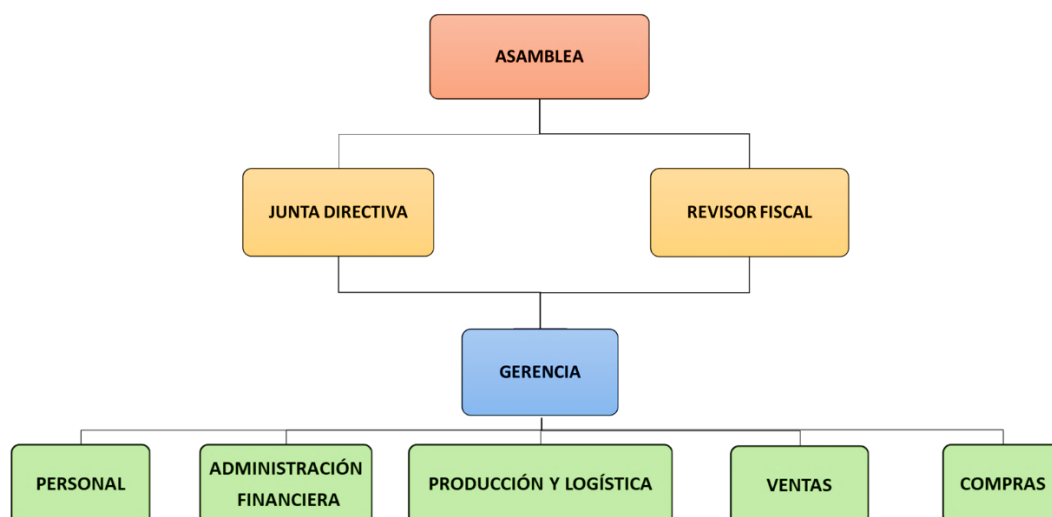 ASAMBLEA
JUNTA DIRECTIVA
REVISOR FISCAL
GERENCIA
PERSONAL
ADMINISTRACIÓN
FINANCIERA
PRODUCCIÓN Y LOGÍSTICA
VENTAS
COMPRAS